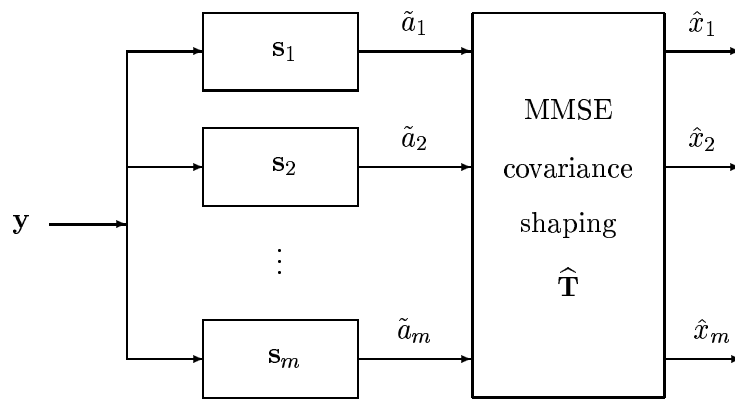 s₁ ã₁ x̂₁
MMSE
s₂ ã₂ covariance x̂₂
y shaping
⋮ T̂
sₘ ãₘ x̂ₘ